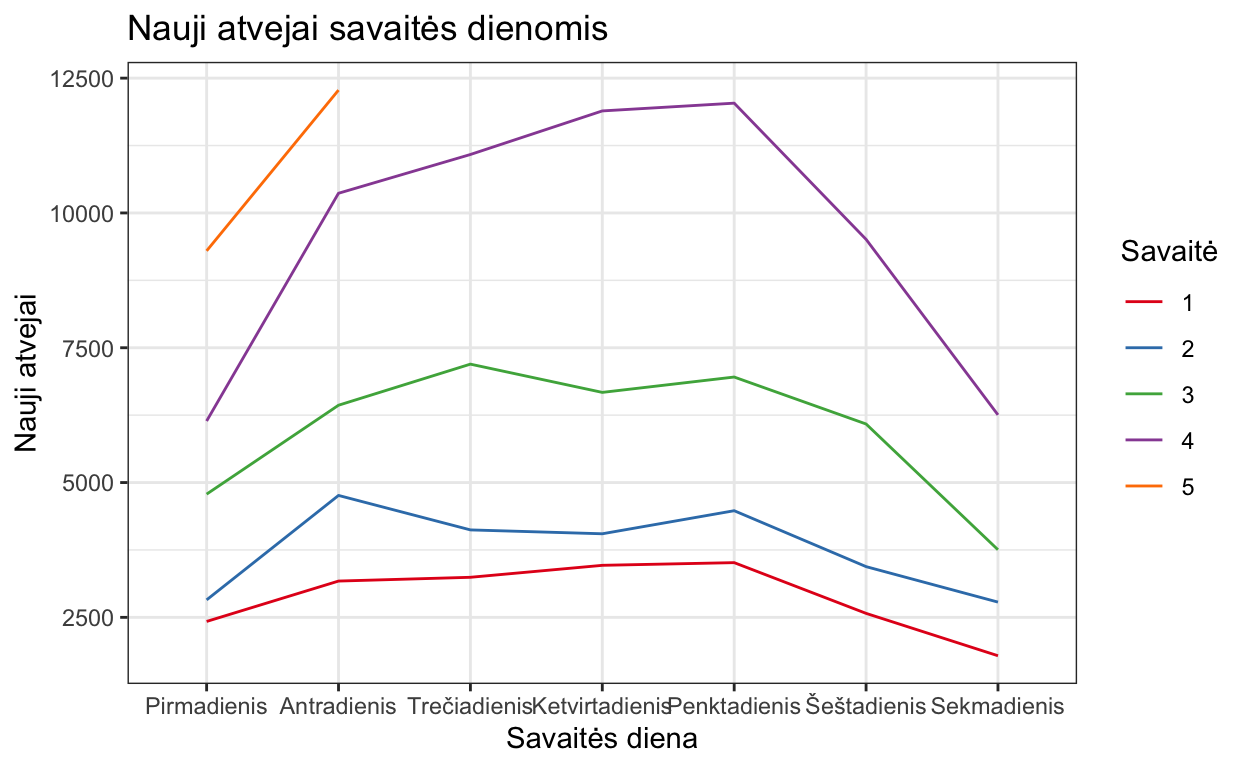 Nauji atvejai savaitės dienomis
12500
10000
7500
5000
2500
Nauji atvejai
Pirmadienis Antradienis Trečiadienis Ketvirtadienis Penktadienis Šeštadienis Sekmadienis
Savaitės diena
Savaitė
1
2
3
4
5